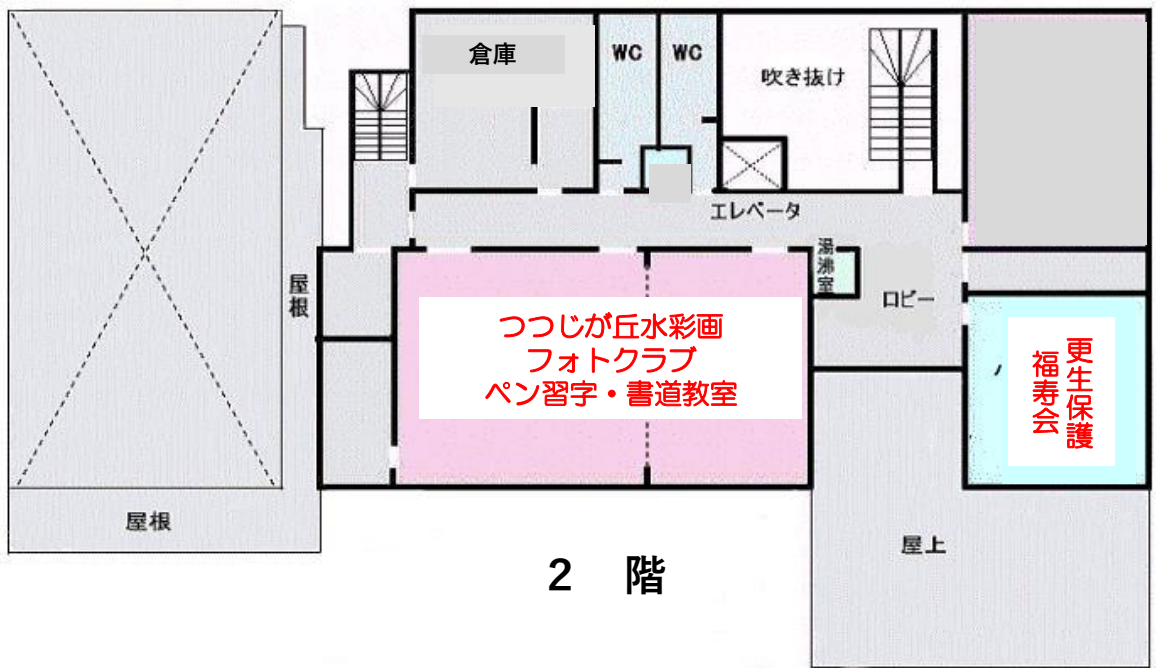 倉庫
WC
WC
吹き抜け
エレベータ
湯沸室
ロビー
屋根
つつじが丘水彩画
フォトクラブ
ペン習字・書道教室
更生保護
福寿会
屋根
屋上
2 階